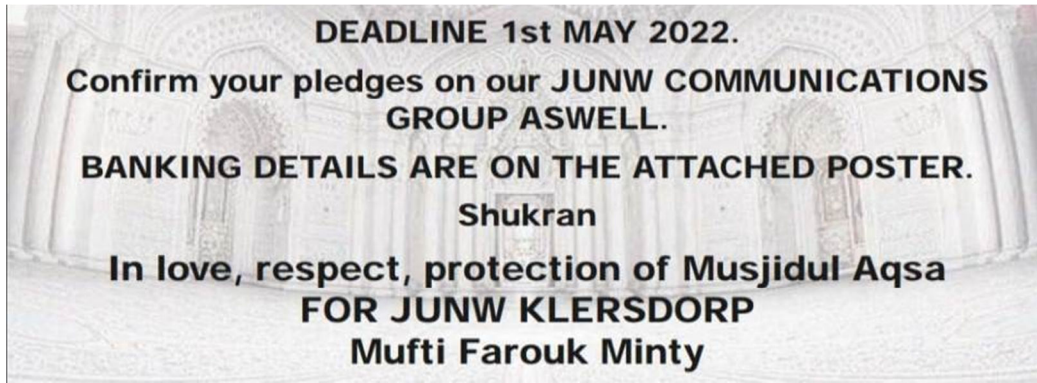 DEADLINE 1st MAY 2022.
Confirm your pledges on our JUNW COMMUNICATIONS
GROUP ASWELL.
BANKING DETAILS ARE ON THE ATTACHED POSTER.
Shukran
In love, respect, protection of Musjidul Aqsa
FOR JUNW KLERSDORP
Mufti Farouk Minty